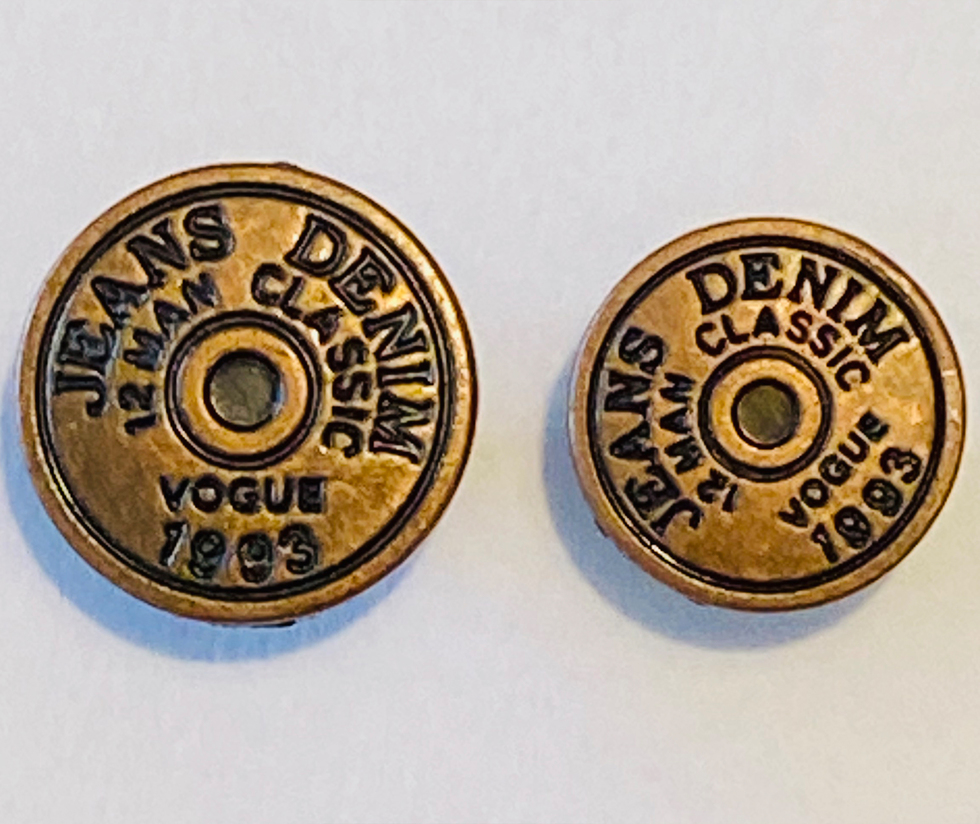 JEANS DENIM
12 MAN CLASSIC
VOGUE
1993
JEANS DENIM
12 MAN CLASSIC
VOGUE
1993